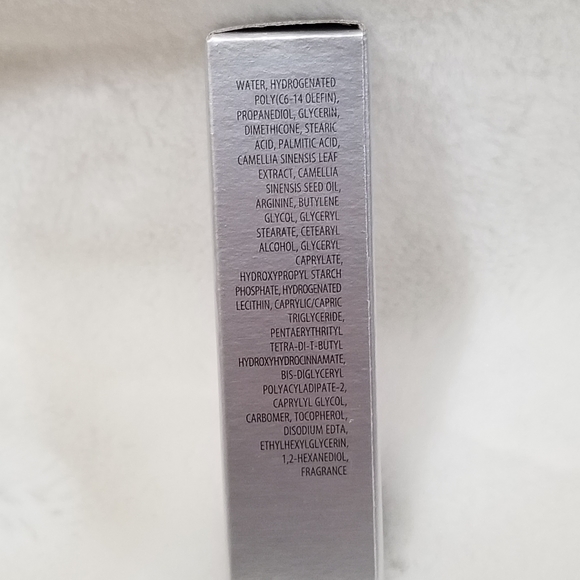 WATER, HYDROGENATED
POLY(C6-14 OLEFIN),
PROPANEDIOL, GLYCERIN,
DIMETHICONE, STEARIC
ACID, PALMITIC ACID,
CAMELLIA SINENSIS LEAF
EXTRACT, CAMELLIA
SINENSIS SEED OIL,
ARGININE, BUTYLENE
GLYCOL, GLYCERYL
STEARATE, CETEARYL
ALCOHOL, GLYCERYL
CAPRYLATE,
HYDROXYPROPYL STARCH
PHOSPHATE, HYDROGENATED
LECITHIN, CAPRYLIC/CAPRIC
TRIGLYCERIDE,
PENTAERYTHRITYL
TETRA-DI-T-BUTYL
HYDROXYHYDROCINNAMATE,
BIS-DIGLYCERYL
POLYACYLADIPATE-2,
CAPRYLYL GLYCOL,
CARBOMER, TOCOPHEROL,
DISODIUM EDTA,
ETHYLHEXYLGLYCERIN,
1,2-HEXANEDIOL,
FRAGRANCE